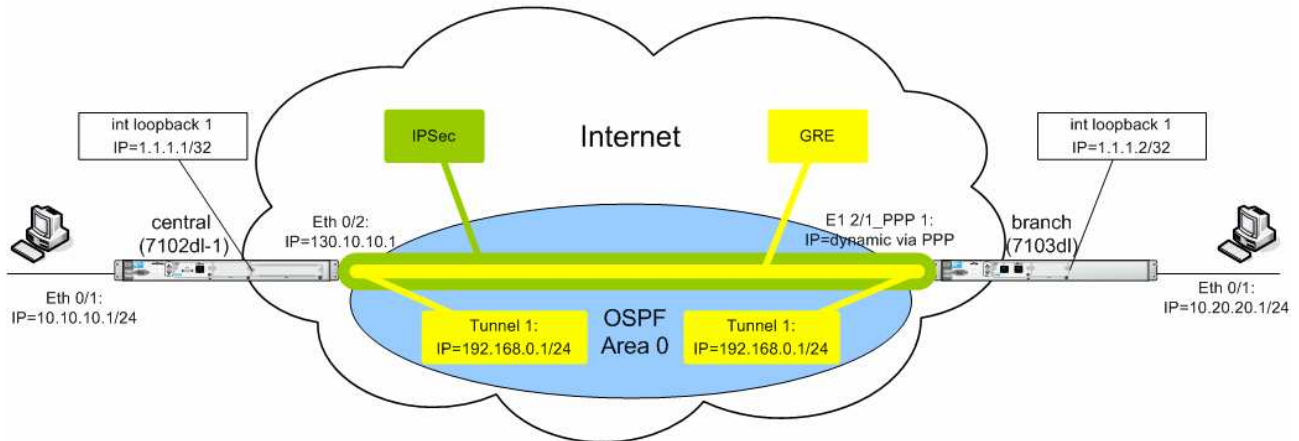 int loopback 1
IP=1.1.1.1/32
IPSec
Internet
GRE
int loopback 1
IP=1.1.1.2/32
central
(7102dl-1)
Eth 0/2:
IP=130.10.10.1
E1 2/1_PPP 1:
IP=dynamic via PPP
branch
(7103dl)
Eth 0/1:
IP=10.10.10.1/24
Tunnel 1:
IP=192.168.0.1/24
OSPF
Area 0
Tunnel 1:
IP=192.168.0.1/24
Eth 0/1:
IP=10.20.20.1/24